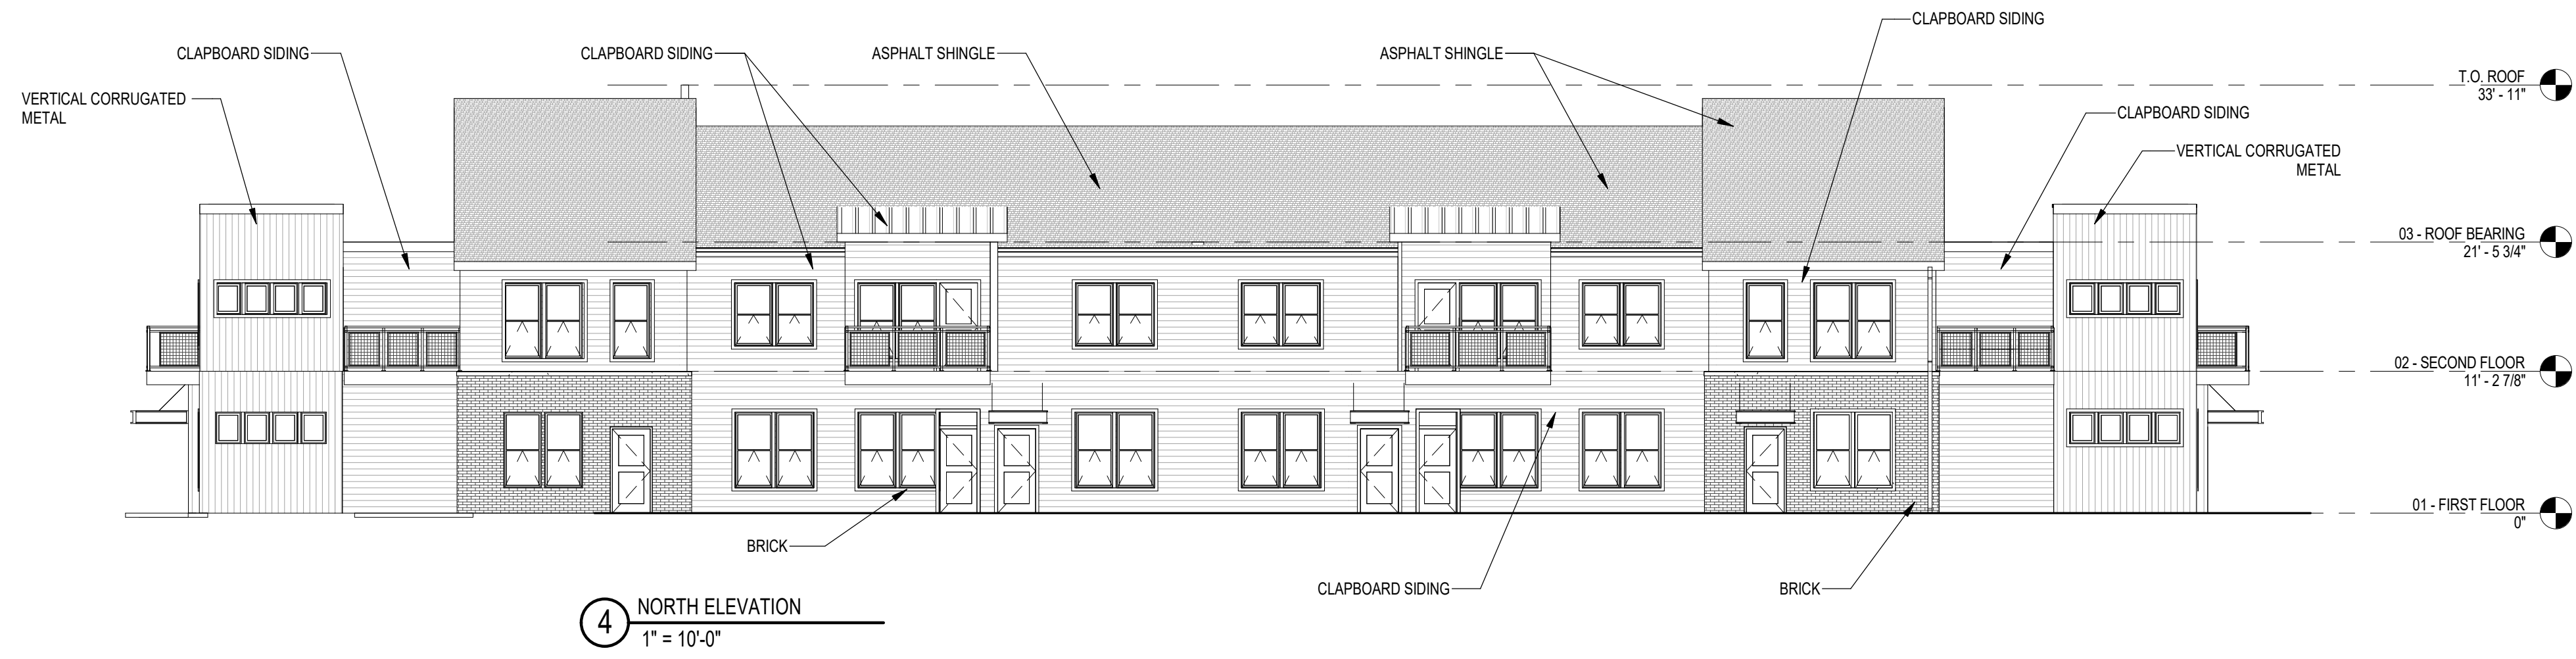 CLAPBOARD SIDING
CLAPBOARD SIDING
CLAPBOARD SIDING
ASPHALT SHINGLE
ASPHALT SHINGLE
T.O. ROOF
33' - 11"
VERTICAL CORRUGATED
METAL
CLAPBOARD SIDING
VERTICAL CORRUGATED
METAL
03 - ROOF BEARING
21' - 5 3/4"
02 - SECOND FLOOR
11' - 2 7/8"
01 - FIRST FLOOR
0"
BRICK
CLAPBOARD SIDING
BRICK
4
NORTH ELEVATION
1" = 10'-0"